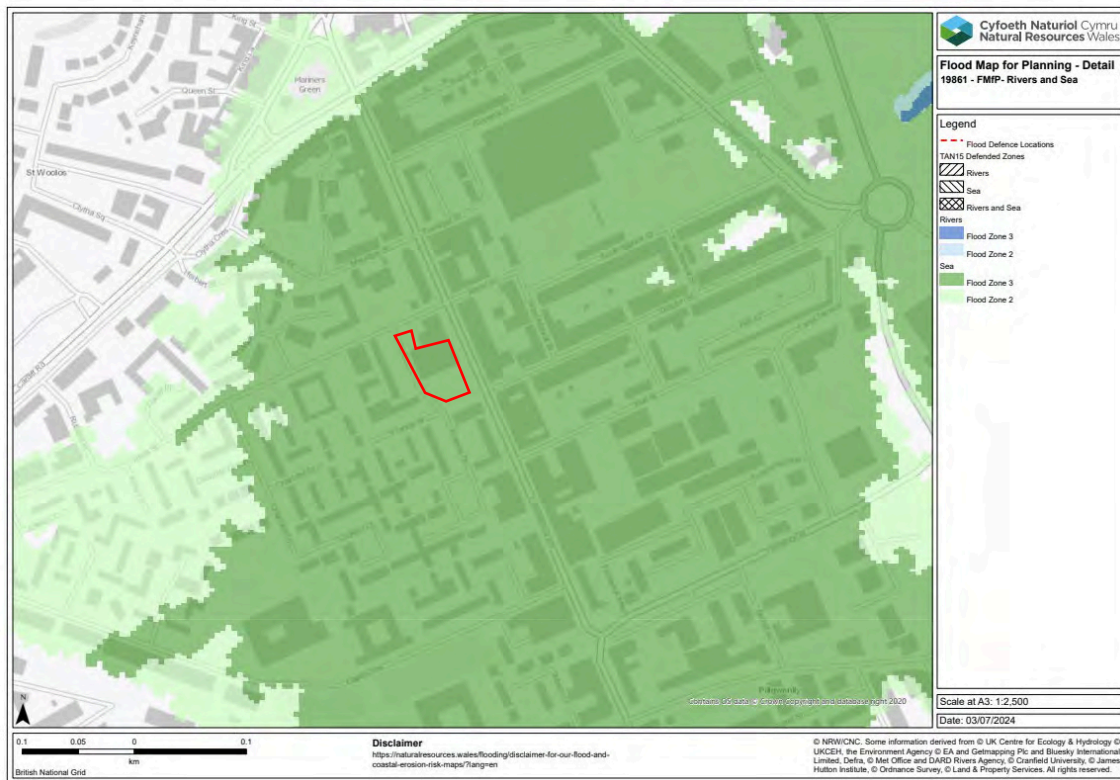 Cyfoeth Naturiol Cymru
Natural Resources Wales
Flood Map for Planning - Detail
19861 - FMfP- Rivers and Sea
Legend
Flood Defence Locations
TAN15 Defended Zones
Rivers
Sea
Rivers and Sea
Rivers
Flood Zone 3
Flood Zone 2
Sea
Flood Zone 3
Flood Zone 2
King St
Mariners
Green
Queen St
St Woolos
Clytha Sq
Contains OS data © Crown Copyright and database right 2020
N
Scale at A3: 1:2,500
Date: 03/07/2024
0.1 0.05 0 0.1
km
British National Grid
Disclaimer
https://naturalresources.wales/flooding/disclaimer-for-our-flood-and-
coastal-erosion-risk-maps/?lang=en
© NRW/CNC. Some information derived from © UK Centre for Ecology & Hydrology ©
UKCEH, the Environment Agency © EA and Getmapping Plc and Bluesky International
Limited, Defra, © Met Office and DARD Rivers Agency, © Cranfield University, © James
Hutton Institute, © Ordnance Survey, © Land & Property Services. All rights reserved.